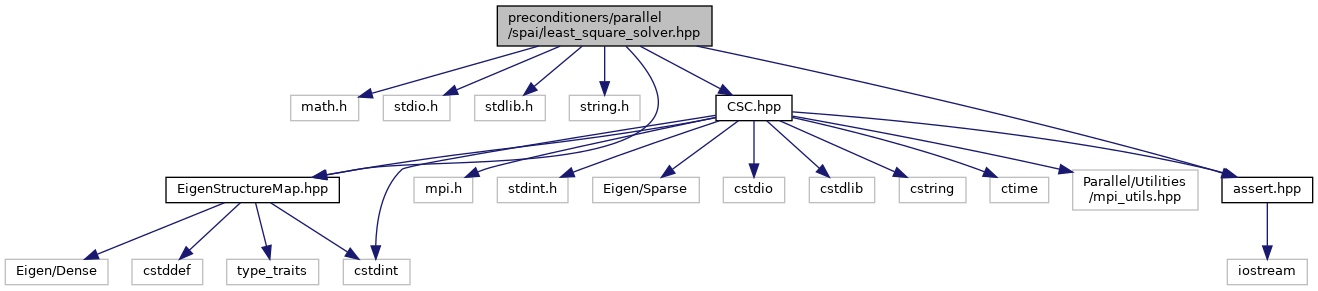 preconditioners/parallel
/spai/least_square_solver.hpp
math.h
stdio.h
stdlib.h
string.h
CSC.hpp
EigenStructureMap.hpp
mpi.h
stdint.h
Eigen/Sparse
cstdio
cstdlib
cstring
ctime
Parallel/Utilities
/mpi_utils.hpp
assert.hpp
Eigen/Dense
cstddef
type_traits
cstdint
iostream